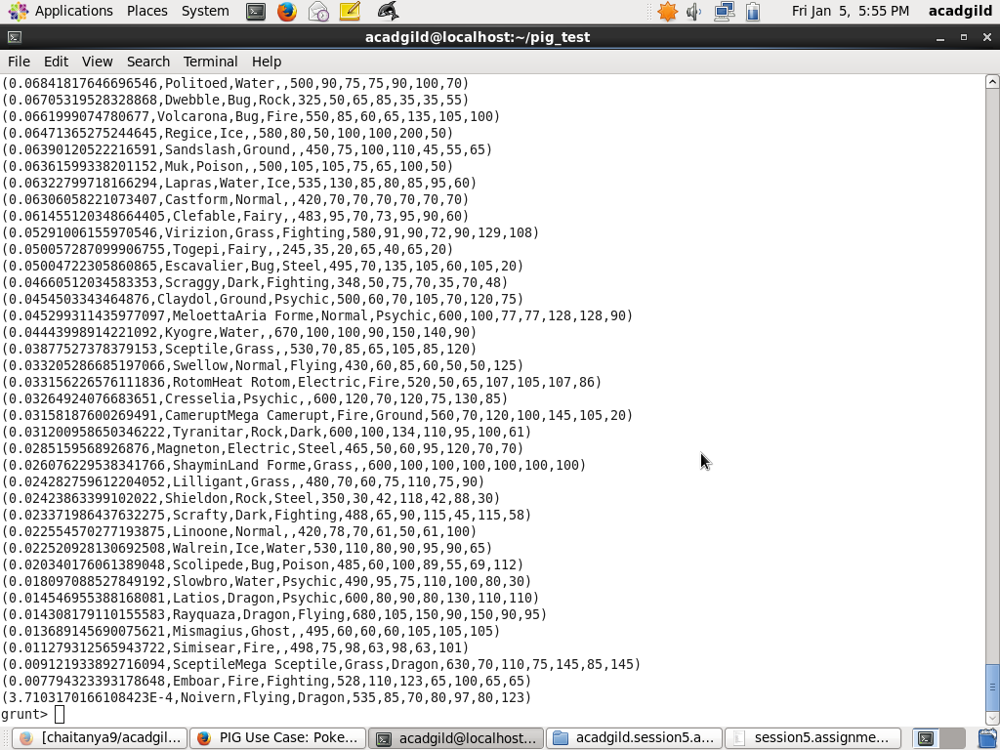 Applications Places System Fri Jan 5, 5:55 PM acadgild
acadgild@localhost:~/pig_test
File Edit View Search Terminal Help
(0.06841817646696546,Politoed,Water,,500,90,75,75,90,100,70)
(0.06705319528328868,Dwebble,Bug,Rock,325,50,65,85,35,35,55)
(0.0661999074780677,Volcarona,Bug,Fire,550,85,60,65,135,105,100)
(0.06471365275244645,Regice,Ice,,580,80,50,100,100,200,50)
(0.06390120522216591,Sandslash,Ground,,450,75,100,110,45,55,65)
(0.06361599338201152,Muk,Poison,,500,105,105,75,65,100,50)
(0.06322799718166294,Lapras,Water,Ice,535,130,85,80,85,95,60)
(0.06306058221073407,Castform,Normal,,420,70,70,70,70,70,70)
(0.061455120348664405,Clefable,Fairy,,483,95,70,73,95,90,60)
(0.05291006155970546,Virizion,Grass,Fighting,580,91,90,72,90,129,108)
(0.050057287099906755,Togepi,Fairy,,245,35,20,65,40,65,20)
(0.05004722305860865,Escavalier,Bug,Steel,495,70,135,105,60,105,20)
(0.04660512034583353,Scraggy,Dark,Fighting,348,50,75,70,35,70,48)
(0.0454503343464876,Claydol,Ground,Psychic,500,60,70,105,70,120,75)
(0.045299311435977097,MeloettaAria Forme,Normal,Psychic,600,100,77,77,128,128,90)
(0.04443998914221092,Kyogre,Water,,670,100,100,90,150,140,90)
(0.03877527378379153,Sceptile,Grass,,530,70,85,65,105,85,120)
(0.033205286685197066,Swellow,Normal,Flying,430,60,85,60,50,50,125)
(0.033156226576111836,RotomHeat Rotom,Electric,Fire,520,50,65,107,105,107,86)
(0.03264924076683651,Cresselia,Psychic,,600,120,70,120,75,130,85)
(0.03158187600269491,CameruptMega Camerupt,Fire,Ground,560,70,120,100,145,105,20)
(0.031200958650346222,Tyranitar,Rock,Dark,600,100,134,110,95,100,61)
(0.0285159568926876,Magneton,Electric,Steel,465,50,60,95,120,70,70)
(0.026076229538341766,ShayminLand Forme,Grass,,600,100,100,100,100,100,100)
(0.024282759612204052,Lilligant,Grass,,480,70,60,75,110,75,90)
(0.02423863399102022,Shieldon,Rock,Steel,350,30,42,118,42,88,30)
(0.023371986437632275,Scrafty,Dark,Fighting,488,65,90,115,45,115,58)
(0.022554570277193875,Linoone,Normal,,420,78,70,61,50,61,100)
(0.022520928130692508,Walrein,Ice,Water,530,110,80,90,95,90,65)
(0.020340176061389048,Scolipede,Bug,Poison,485,60,100,89,55,69,112)
(0.018097088527849192,Slowbro,Water,Psychic,490,95,75,110,100,80,30)
(0.014546955388168081,Latios,Dragon,Psychic,600,80,90,80,130,110,110)
(0.014308179110155583,Rayquaza,Dragon,Flying,680,105,150,90,150,90,95)
(0.013689145690075621,Mismagius,Ghost,,495,60,60,60,105,105,105)
(0.011279312565943722,Simisear,Fire,,498,75,98,63,98,63,101)
(0.009121933892716094,SceptileMega Sceptile,Grass,Dragon,630,70,110,75,145,85,145)
(0.007794323393178648,Emboar,Fire,Fighting,528,110,123,65,100,65,65)
(3.7103170166108423E-4,Noivern,Flying,Dragon,535,85,70,80,97,80,123)
grunt>
[chaitanya9/acadgil... PIG Use Case: Poke... acadgild@localhost... acadgild.session5.a... session5.assignme...